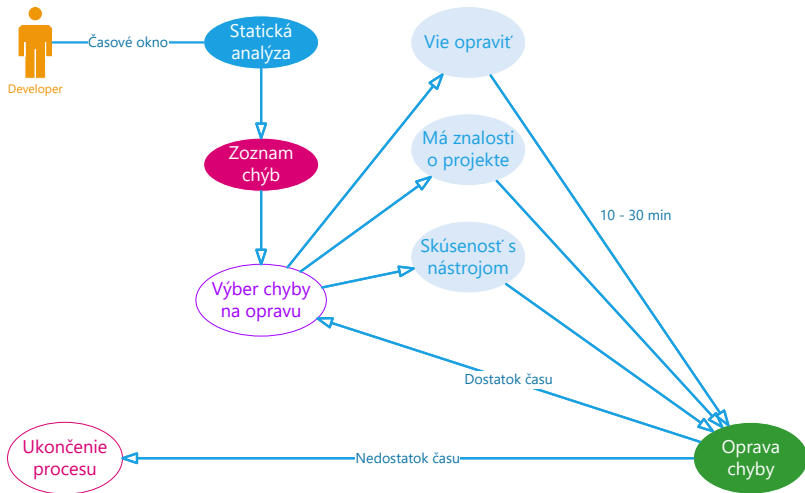 Developer
Časové okno
Statická
analýza
Vie opraviť
Zoznam
chýb
Má znalosti
o projekte
10 - 30 min
Skúsenosť s
nástrojom
Výber chyby
na opravu
Dostatok času
Ukončenie
procesu
Nedostatok času
Oprava
chyby